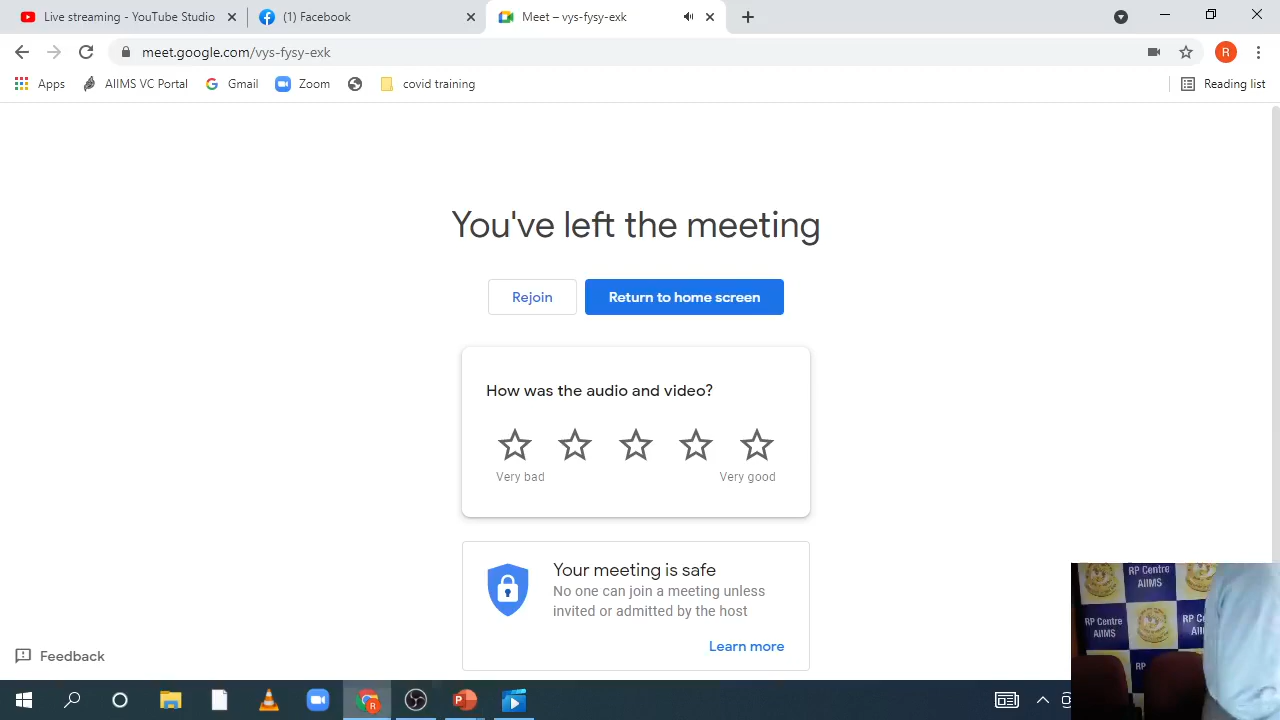 Live streaming - YouTube Studio
(1) Facebook
Meet – vys-fysy-exk
meet.google.com/vys-fysy-exk
R
Apps
AIIMS VC Portal
Gmail
Zoom
covid training
Reading list
You've left the meeting
Rejoin
Return to home screen
How was the audio and video?
Very bad
Very good
Your meeting is safe
No one can join a meeting unless
invited or admitted by the host
Learn more
Feedback
RP Centre
AIIMS
RP Centre
AIIMS
RP